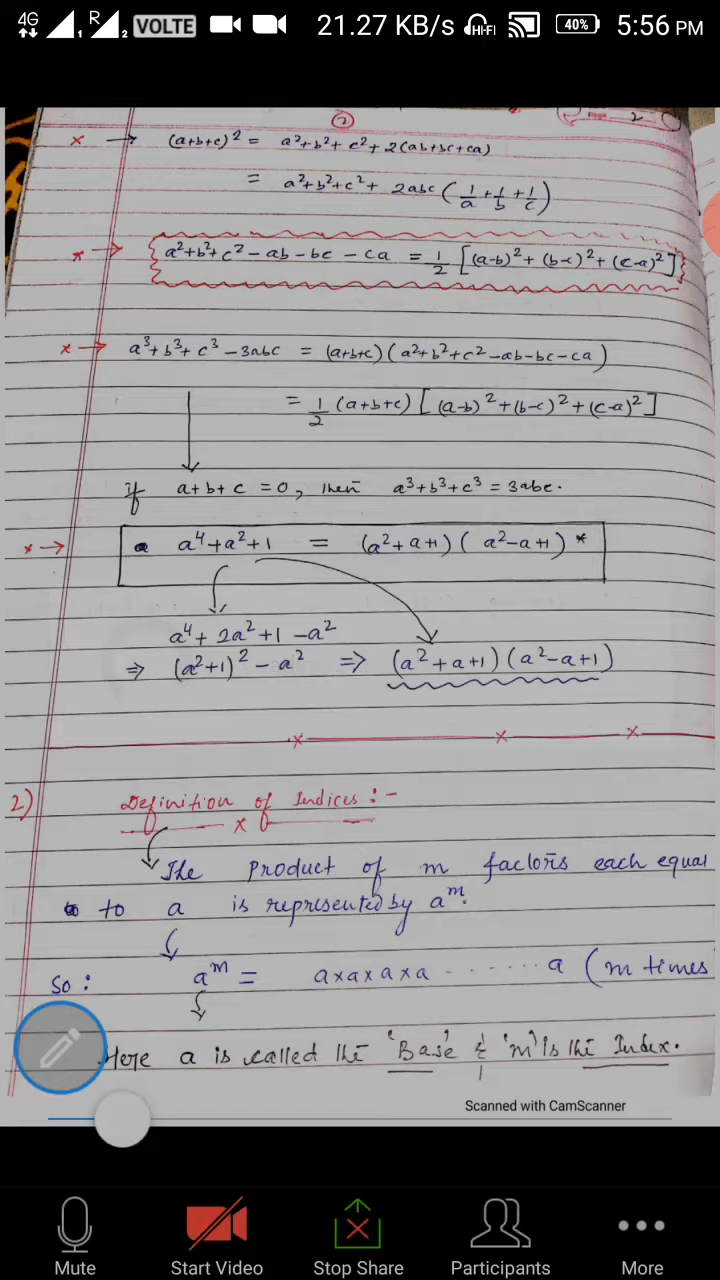 4G R 1 2 VOLTE 21.27 KB/s HI-FI 40% 5:56 PM
② 2
× → (a+b+c)² = a²+b²+c²+2(ab+bc+ca)
= a²+b²+c²+ 2abc (1/a+1/b+1/c)
* → a²+b²+c²-ab-bc-ca = 1/2 [(a-b)²+(b-c)²+(c-a)²]
× → a³+b³+c³-3abc = (a+b+c)(a²+b²+c²-ab-bc-ca)
= 1/2 (a+b+c) [(a-b)²+(b-c)²+(c-a)²]
if a+b+c=0, then a³+b³+c³=3abc.
× → a⁴+a²+1 = (a²+a+1)(a²-a+1) *
a⁴+2a²+1-a²
⇒ (a²+1)²-a² ⇒ (a²+a+1)(a²-a+1)
× × ×
2) Definition of Indices :-
×
The Product of m factors each equal
to a is represented by aᵐ.
So: aᵐ = a×a×a×a ....... a (m times
Here a is called the 'Base' & 'm' is the Index.
Scanned with CamScanner
Mute Start Video Stop Share Participants More